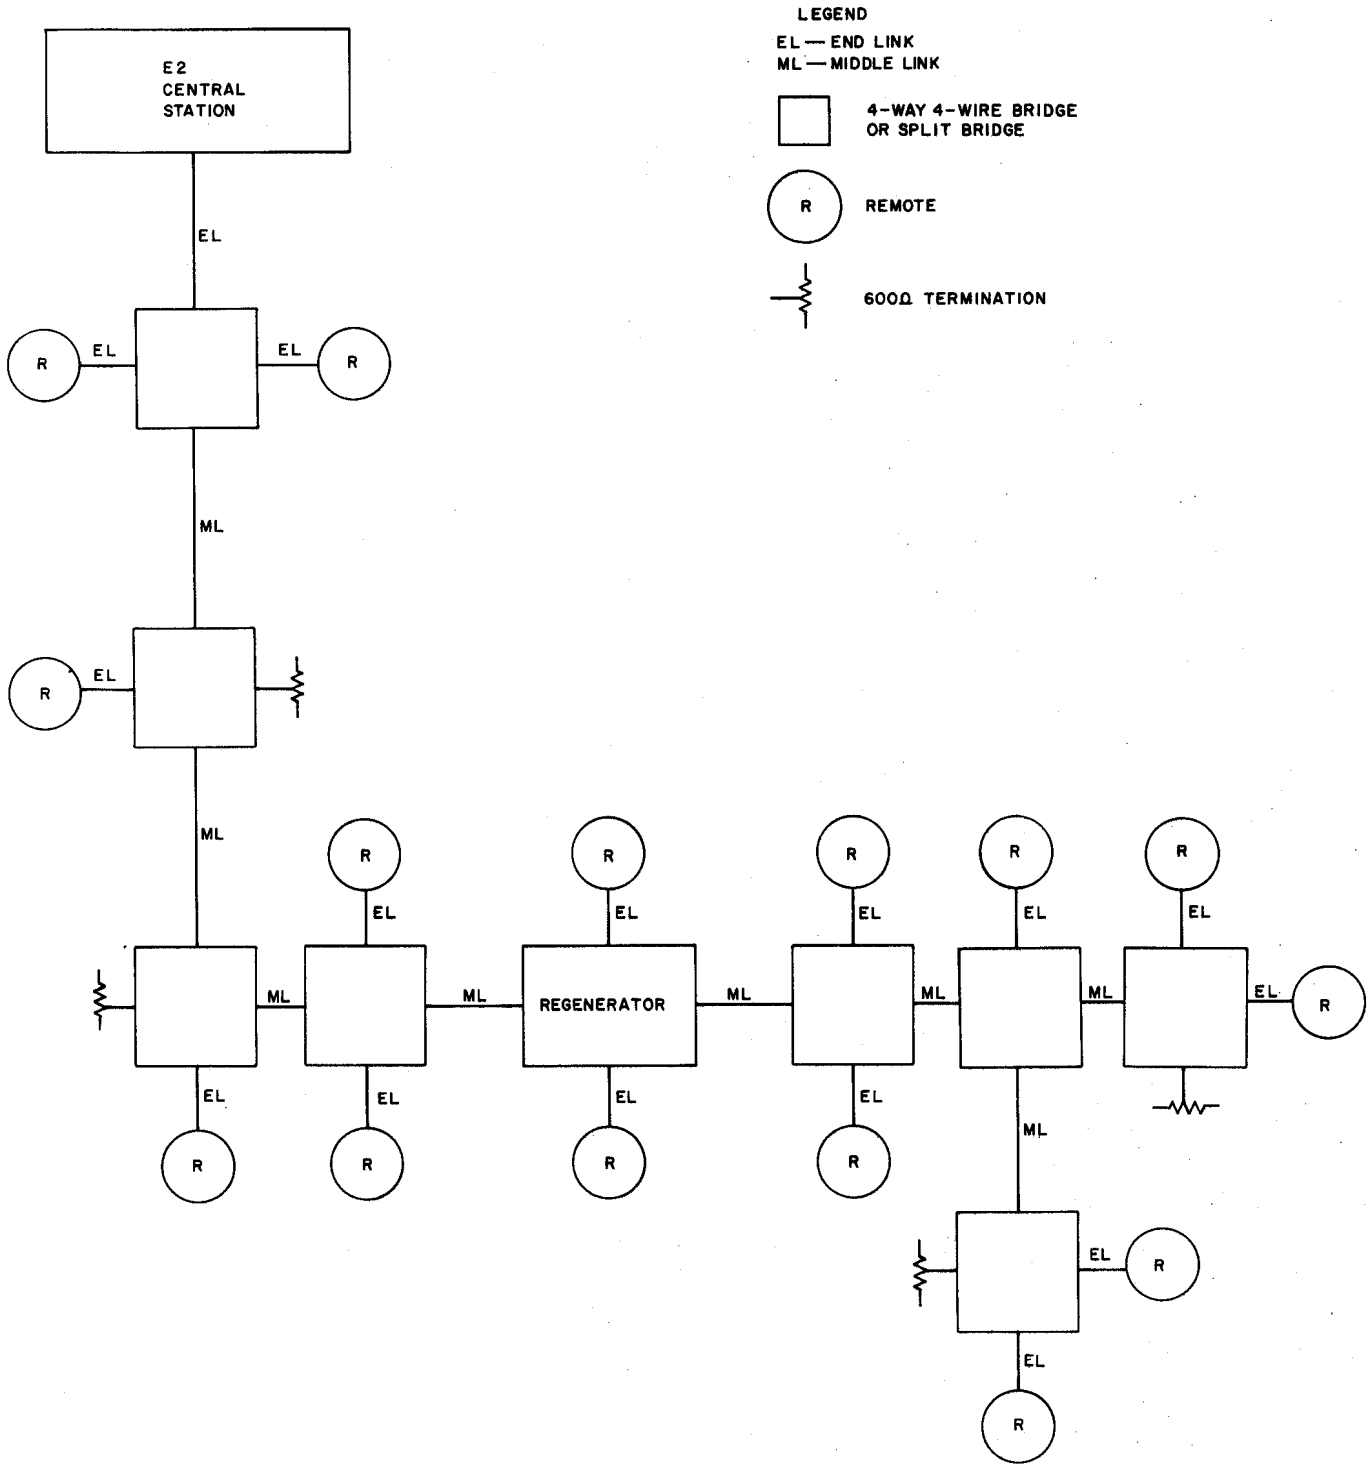 LEGEND
EL — END LINK
ML — MIDDLE LINK
E2
CENTRAL
STATION
4-WAY 4-WIRE BRIDGE
OR SPLIT BRIDGE
R REMOTE
EL
600Ω TERMINATION
R EL EL R
ML
R EL
ML
R R R R R
EL EL EL EL EL
ML ML REGENERATOR ML ML ML EL R
EL EL EL EL
ML
R R R R
EL R
EL
R